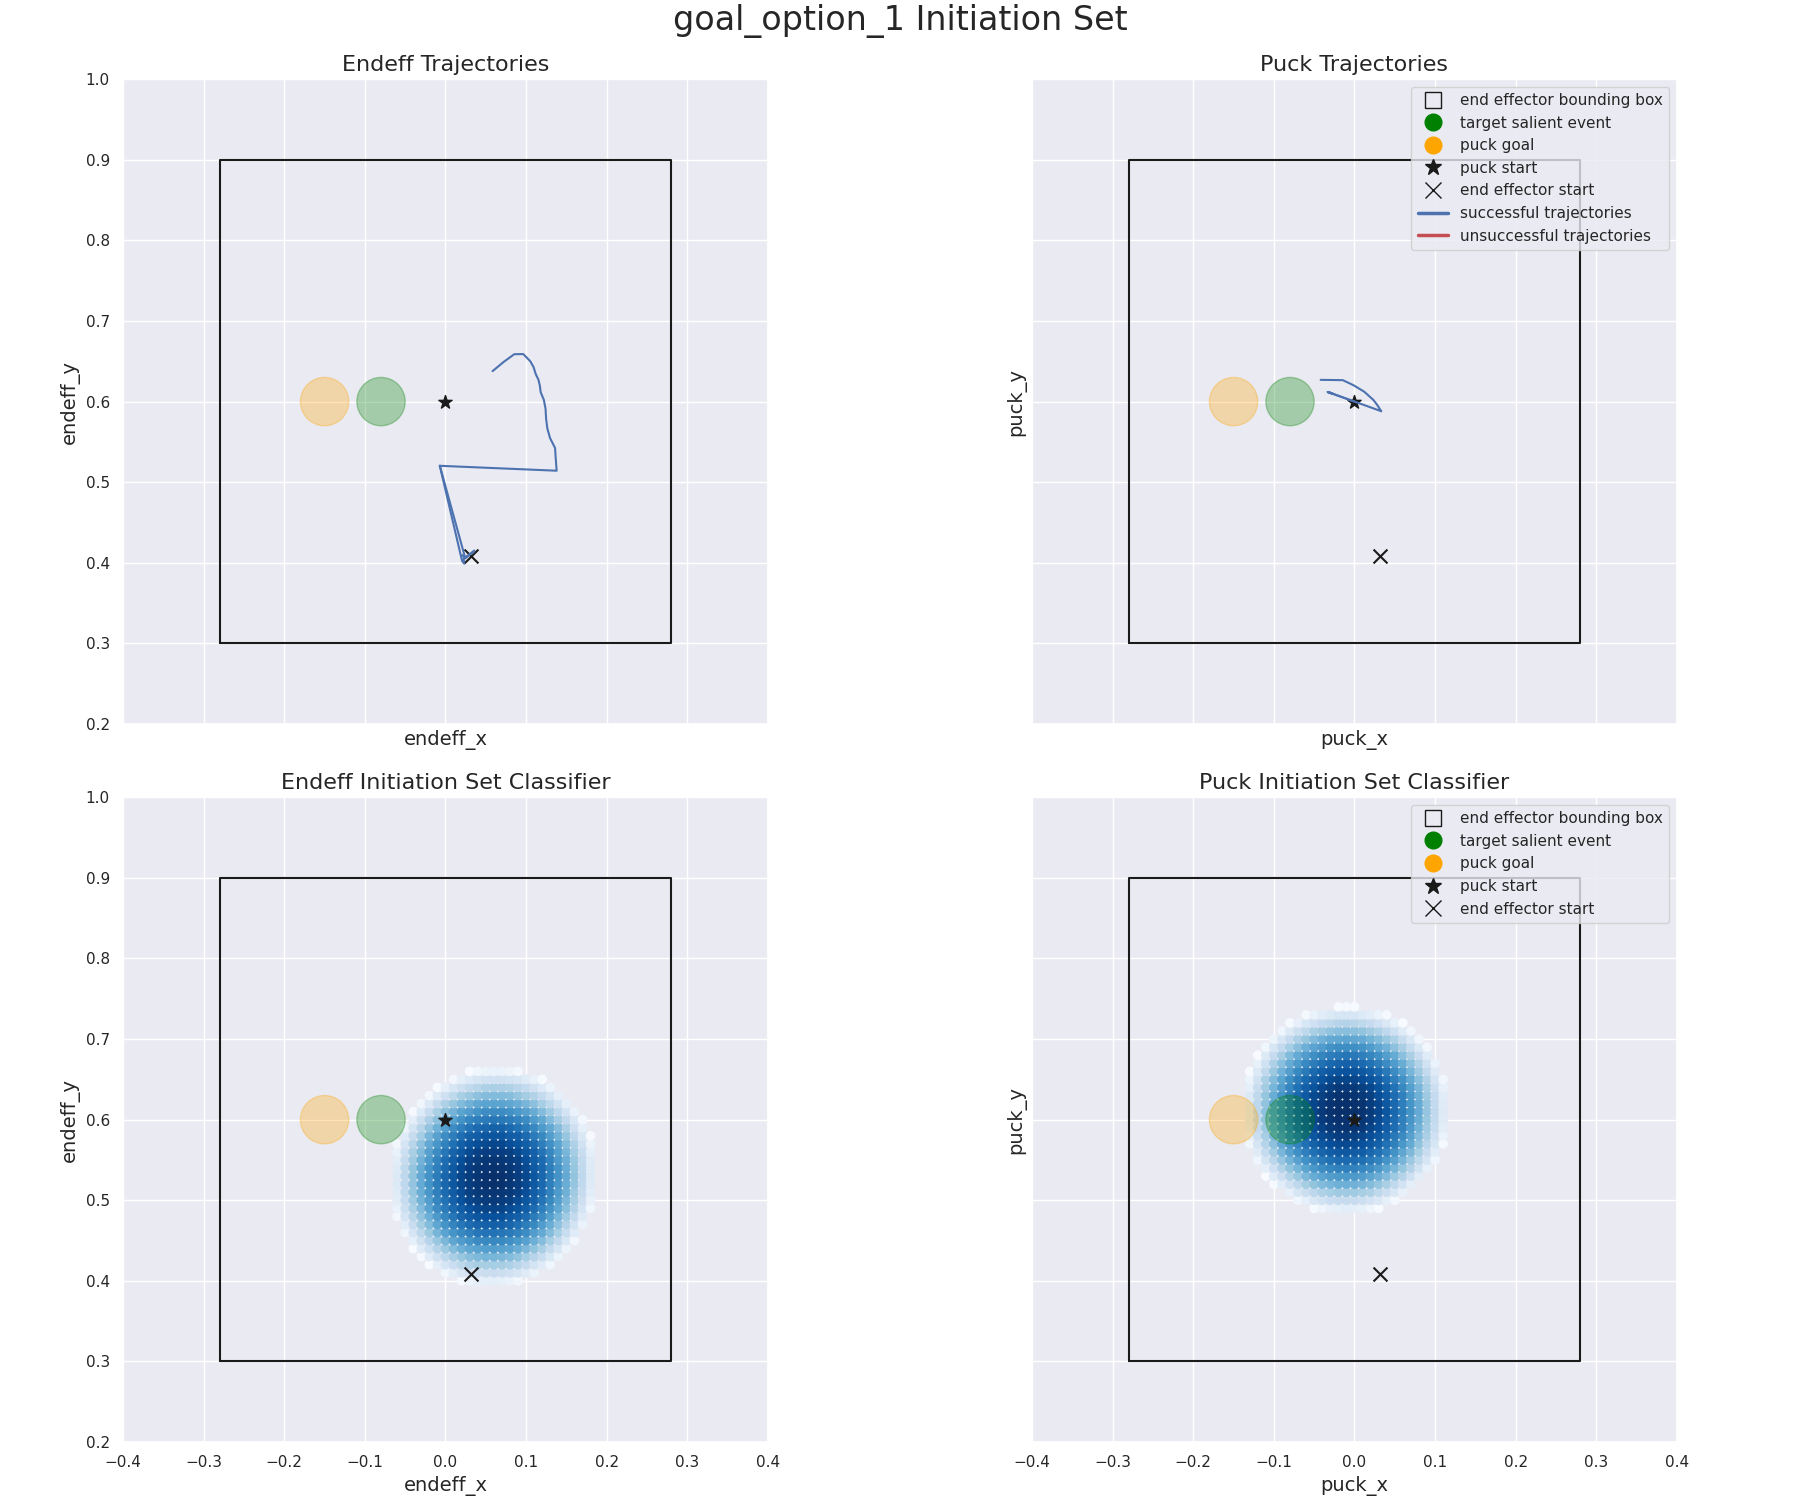 goal_option_1 Initiation Set
Endeff Trajectories
1.0
0.9
0.8
0.7
0.6
0.5
0.4
0.3
0.2
endeff_y
endeff_x
Puck Trajectories
end effector bounding box
target salient event
puck goal
puck start
end effector start
successful trajectories
unsuccessful trajectories
puck_y
puck_x
Endeff Initiation Set Classifier
1.0
0.9
0.8
0.7
0.6
0.5
0.4
0.3
0.2
endeff_y
−0.4 −0.3 −0.2 −0.1 0.0 0.1 0.2 0.3 0.4
endeff_x
Puck Initiation Set Classifier
end effector bounding box
target salient event
puck goal
puck start
end effector start
puck_y
−0.4 −0.3 −0.2 −0.1 0.0 0.1 0.2 0.3 0.4
puck_x